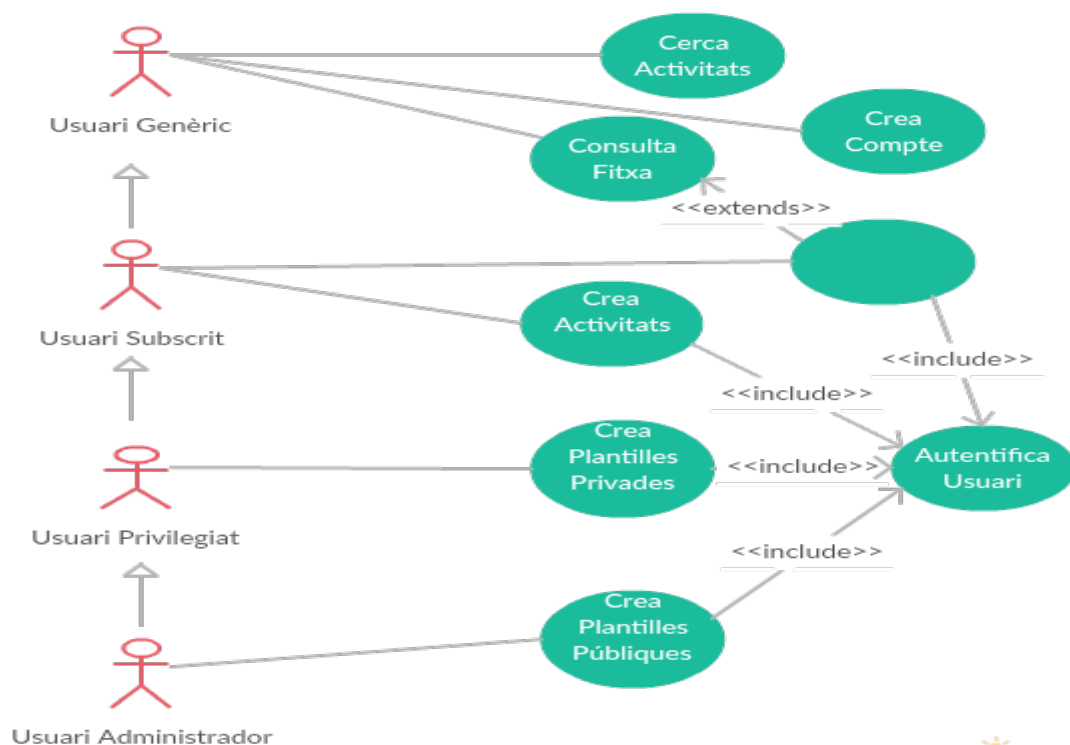 Cerca
Activitats
Usuari Genèric
Crea
Compte
Consulta
Fitxa
<<extends>>
Usuari Subscrit
Crea
Activitats
<<include>>
<<include>>
Crea
Plantilles
Privades
<<include>>
Autentifica
Usuari
Usuari Privilegiat
<<include>>
Crea
Plantilles
Públiques
Usuari Administrador